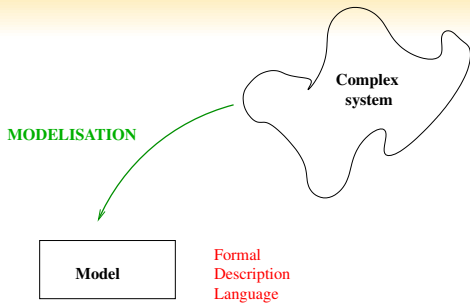 Complex
system
MODELISATION
Model
Formal
Description
Language